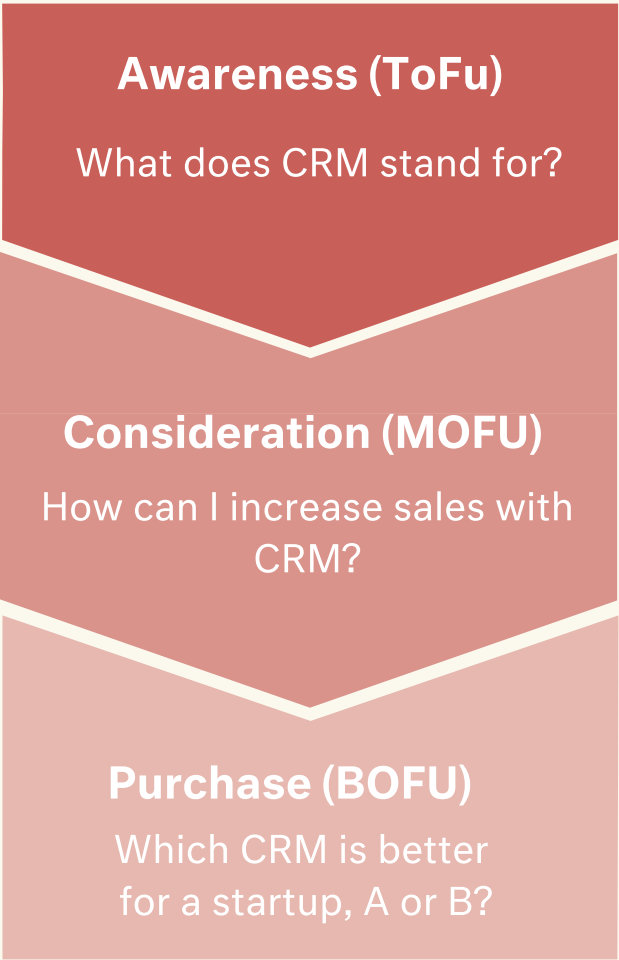 Awareness (ToFu)
What does CRM stand for?
Consideration (MOFU)
How can I increase sales with
CRM?
Purchase (BOFU)
Which CRM is better
for a startup, A or B?